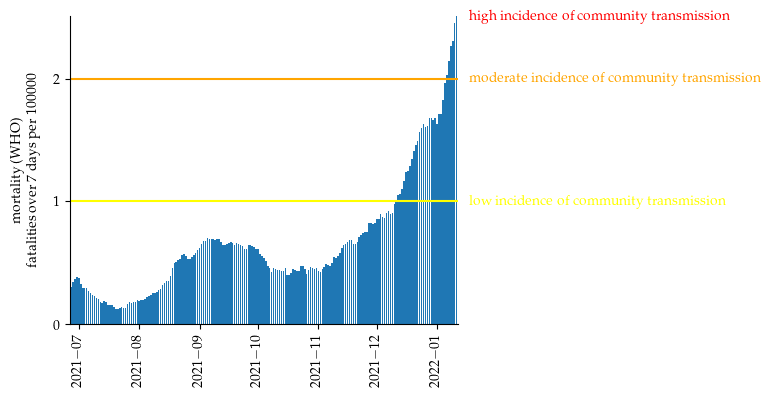 high incidence of community transmission
2
moderate incidence of community transmission
mortality (WHO)
fatalities over 7 days per 100000
1
low incidence of community transmission
0
2021−07
2021−08
2021−09
2021−10
2021−11
2021−12
2022−01